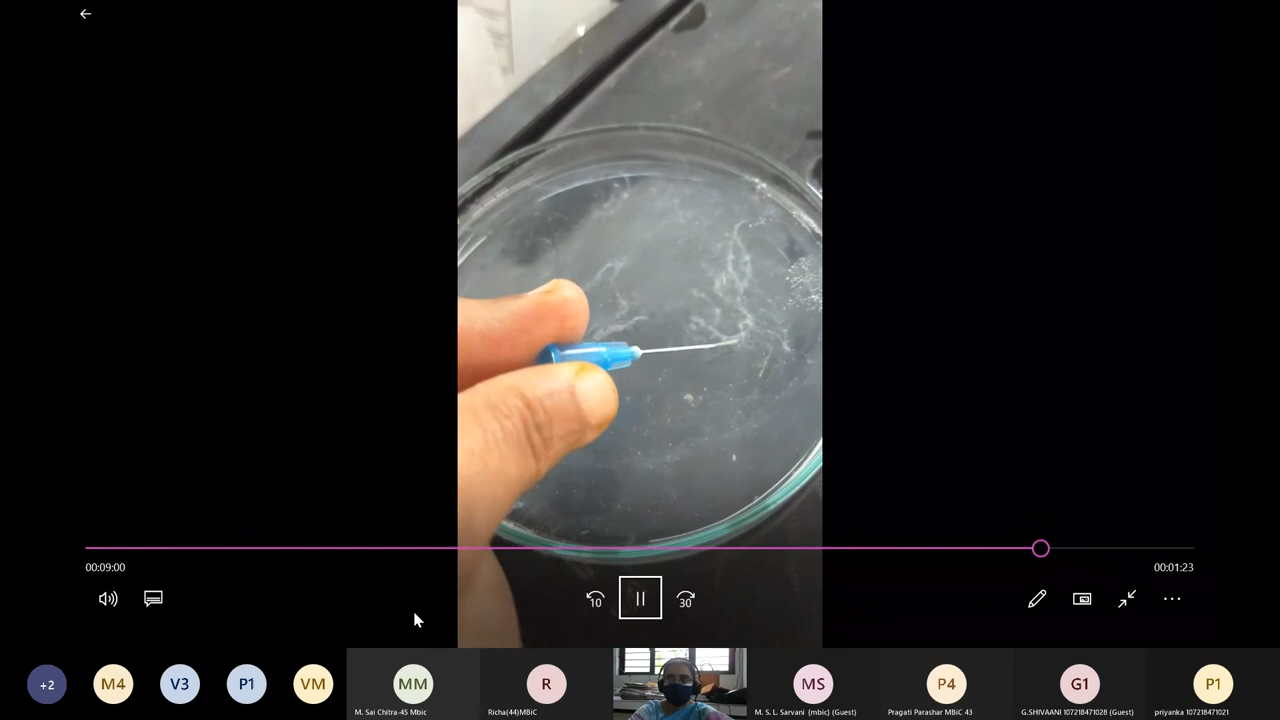 00:09:00
00:01:23
10
30
+2
M4
V3
P1
VM
MM
R
MS
P4
G1
P1
M. Sai Chitra-45 Mbic
Richa(44)MBiC
M. S. L. Sarvani (mbic) (Guest)
Pragati Parashar MBiC 43
G.SHIVAANI 107218471028 (Guest)
priyanka 107218471021